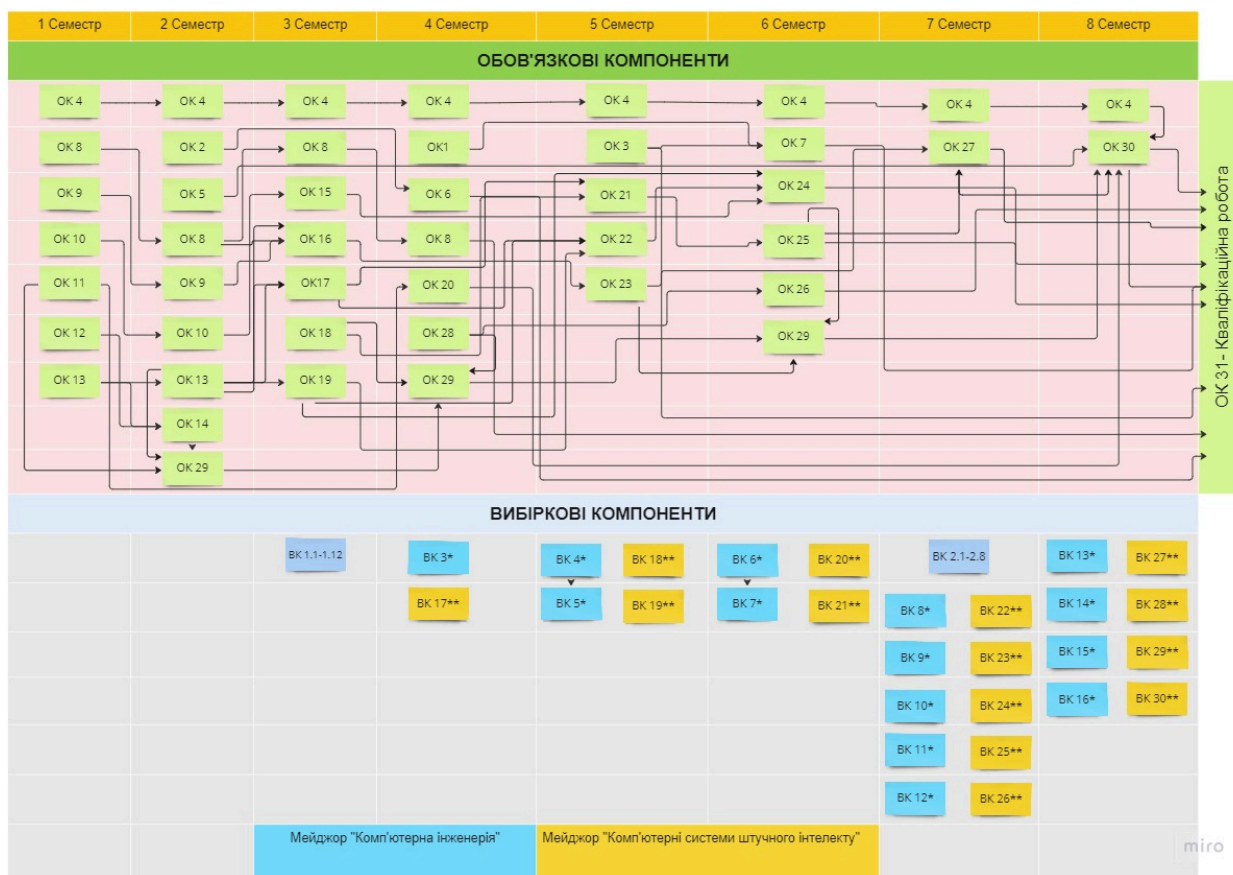 1 Семестр 2 Семестр 3 Семестр 4 Семестр 5 Семестр 6 Семестр 7 Семестр 8 Семестр
ОБОВ'ЯЗКОВІ КОМПОНЕНТИ
ОК 4 ОК 4 ОК 4 ОК 4 ОК 4 ОК 4 ОК 4 ОК 4
ОК 8 ОК 2 ОК 8 ОК1 ОК 3 ОК 7 ОК 27 ОК 30
ОК 9 ОК 5 ОК 15 ОК 6 ОК 21 ОК 24
ОК 10 ОК 8 ОК 16 ОК 8 ОК 22 ОК 25
ОК 11 ОК 9 ОК17 ОК 20 ОК 23 ОК 26
ОК 12 ОК 10 ОК 18 ОК 28 ОК 29
ОК 13 ОК 13 ОК 19 ОК 29
ОК 14
ОК 29
ОК 31- Кваліфікаційна робота
ВИБІРКОВІ КОМПОНЕНТИ
ВК 1.1-1.12 ВК 3* ВК 4* ВК 18** ВК 6* ВК 20** ВК 2.1-2.8 ВК 13* ВК 27**
ВК 17** ВК 5* ВК 19** ВК 7* ВК 21** ВК 8* ВК 22** ВК 14* ВК 28**
ВК 9* ВК 23** ВК 15* ВК 29**
ВК 10* ВК 24** ВК 16* ВК 30**
ВК 11* ВК 25**
ВК 12* ВК 26**
Мейджор "Комп'ютерна інженерія" Мейджор "Комп'ютерні системи штучного інтелекту"
miro